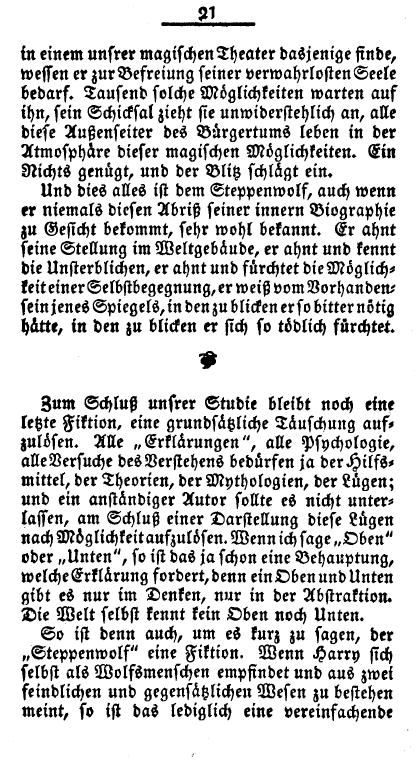 21
in einem unsrer magischen Theater dasjenige finde,
wessen er zur Befreiung seiner verwahrlosten Seele
bedarf. Tausend solche Möglichkeiten warten auf
ihn, sein Schicksal zieht sie unwiderstehlich an, alle
diese Außenseiter des Bürgertums leben in der
Atmosphäre dieser magischen Möglichkeiten. Ein
Nichts genügt, und der Blitz schlägt ein.
Und dies alles ist dem Steppenwolf, auch wenn
er niemals diesen Abriß seiner innern Biographie
zu Gesicht bekommt, sehr wohl bekannt. Er ahnt
seine Stellung im Weltgebäude, er ahnt und kennt
die Unsterblichen, er ahnt und fürchtet die Möglich-
keit einer Selbstbegegnung, er weiß vom Vorhanden-
sein jenes Spiegels, in den zu blicken er so bitter nötig
hätte, in den zu blicken er sich so tödlich fürchtet.
Zum Schluß unsrer Studie bleibt noch eine
letzte Fiktion, eine grundsätzliche Täuschung auf-
zulösen. Alle „Erklärungen“, alle Psychologie,
alle Versuche des Verstehens bedürfen ja der Hilfs-
mittel, der Theorien, der Mythologien, der Lügen;
und ein anständiger Autor sollte es nicht unter-
lassen, am Schluß einer Darstellung diese Lügen
nach Möglichkeit aufzulösen. Wenn ich sage „Oben“
oder „Unten“, so ist das ja schon eine Behauptung,
welche Erklärung fordert, denn ein Oben und Unten
gibt es nur im Denken, nur in der Abstraktion.
Die Welt selbst kennt kein Oben noch Unten.
So ist denn auch, um es kurz zu sagen, der
„Steppenwolf“ eine Fiktion. Wenn Harry sich
selbst als Wolfsmenschen empfindet und aus zwei
feindlichen und gegensätzlichen Wesen zu bestehen
meint, so ist das lediglich eine vereinfachende